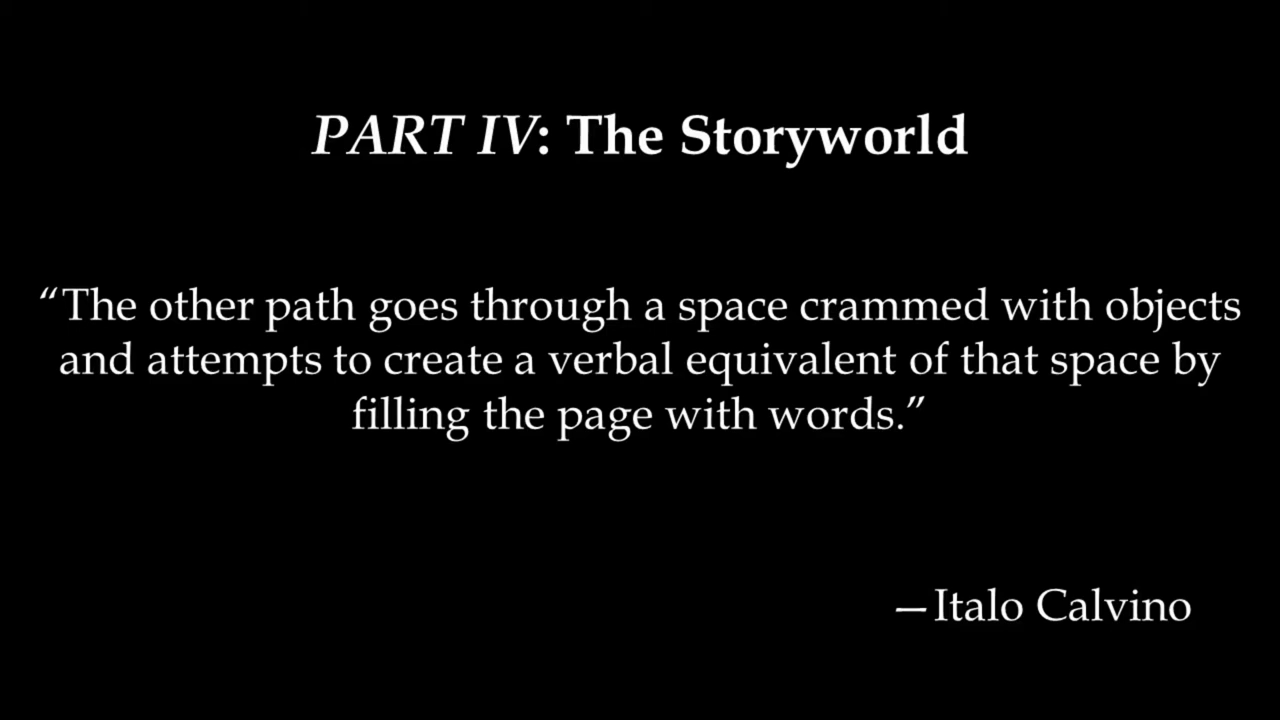 PART IV: The Storyworld
“The other path goes through a space crammed with objects
and attempts to create a verbal equivalent of that space by
filling the page with words.”
—Italo Calvino